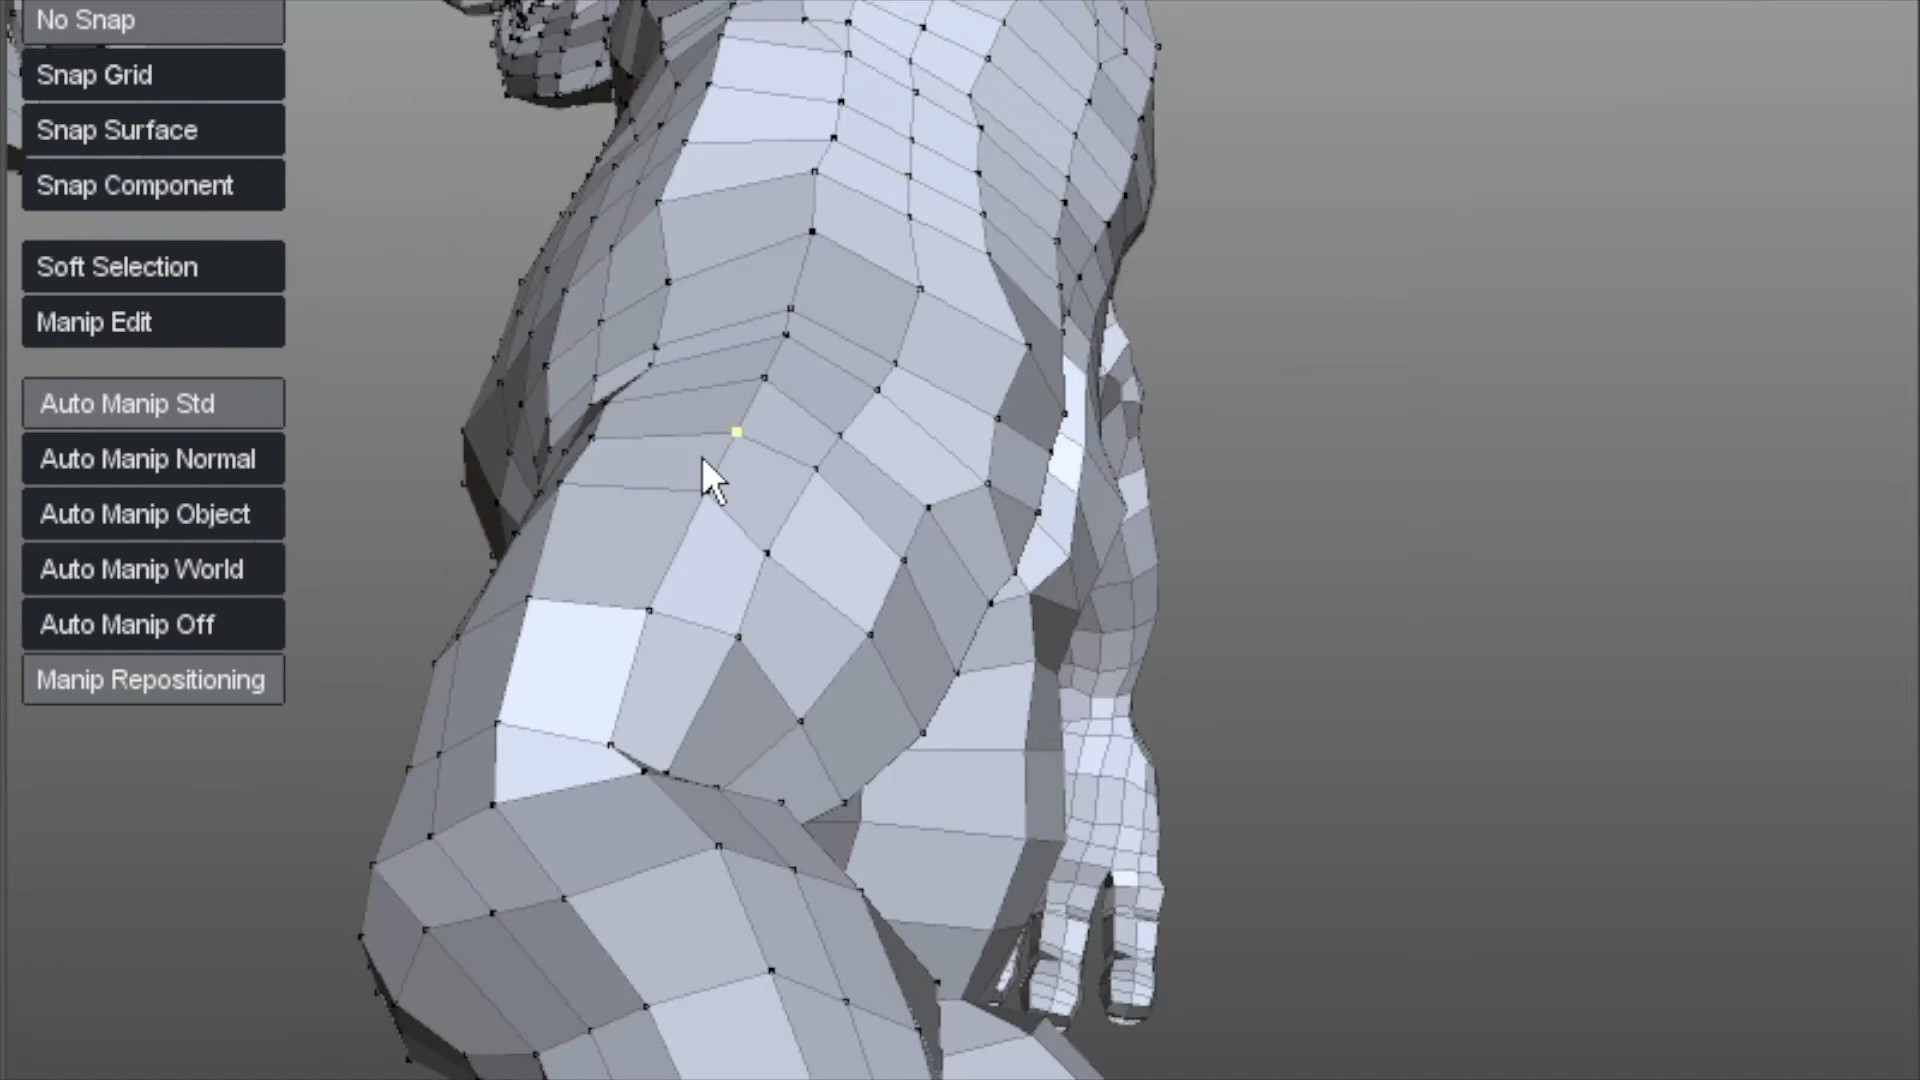 No Snap
Snap Grid
Snap Surface
Snap Component
Soft Selection
Manip Edit
Auto Manip Std
Auto Manip Normal
Auto Manip Object
Auto Manip World
Auto Manip Off
Manip Repositioning